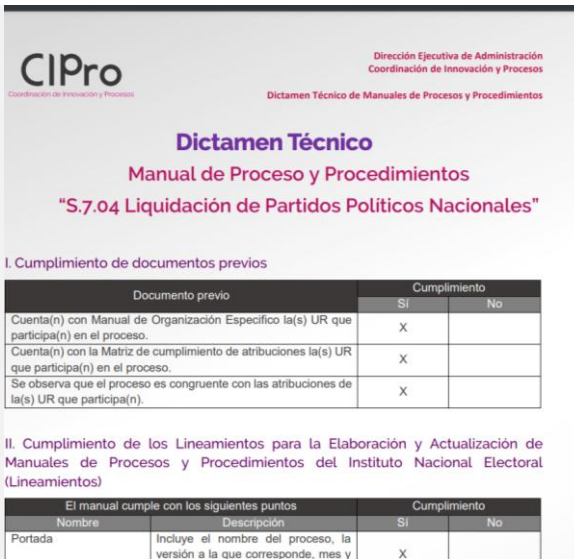 CIPro
Coordinación de Innovación y Procesos
Dirección Ejecutiva de Administración
Coordinación de Innovación y Procesos
Dictamen Técnico de Manuales de Procesos y Procedimientos
Dictamen Técnico
Manual de Proceso y Procedimientos
“S.7.04 Liquidación de Partidos Políticos Nacionales”
I. Cumplimiento de documentos previos
Documento previo
Cumplimiento
Sí No
Cuenta(n) con Manual de Organización Especifico la(s) UR que
participa(n) en el proceso.
X
Cuenta(n) con la Matriz de cumplimiento de atribuciones la(s) UR
que participa(n) en el proceso.
X
Se observa que el proceso es congruente con las atribuciones de
la(s) UR que participa(n).
X
II. Cumplimiento de los Lineamientos para la Elaboración y Actualización de
Manuales de Procesos y Procedimientos del Instituto Nacional Electoral
(Lineamientos)
El manual cumple con los siguientes puntos
Cumplimiento
Nombre Descripción Sí No
Portada
Incluye el nombre del proceso, la
versión a la que corresponde, mes y
X